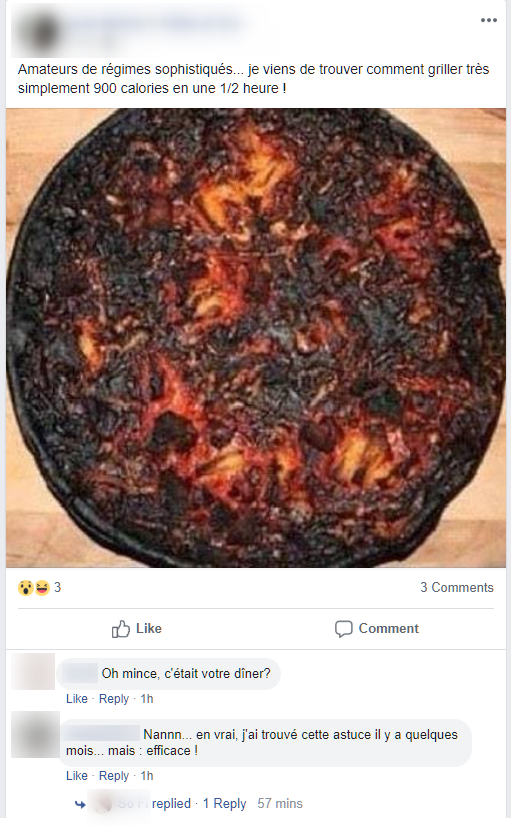 Amateurs de régimes sophistiqués... je viens de trouver comment griller très
simplement 900 calories en une 1/2 heure !
3
3 Comments
Like
Comment
Oh mince, c'était votre dîner?
Like · Reply · 1h
Nannn... en vrai, j'ai trouvé cette astuce il y a quelques
mois... mais : efficace !
Like · Reply · 1h
replied · 1 Reply 57 mins